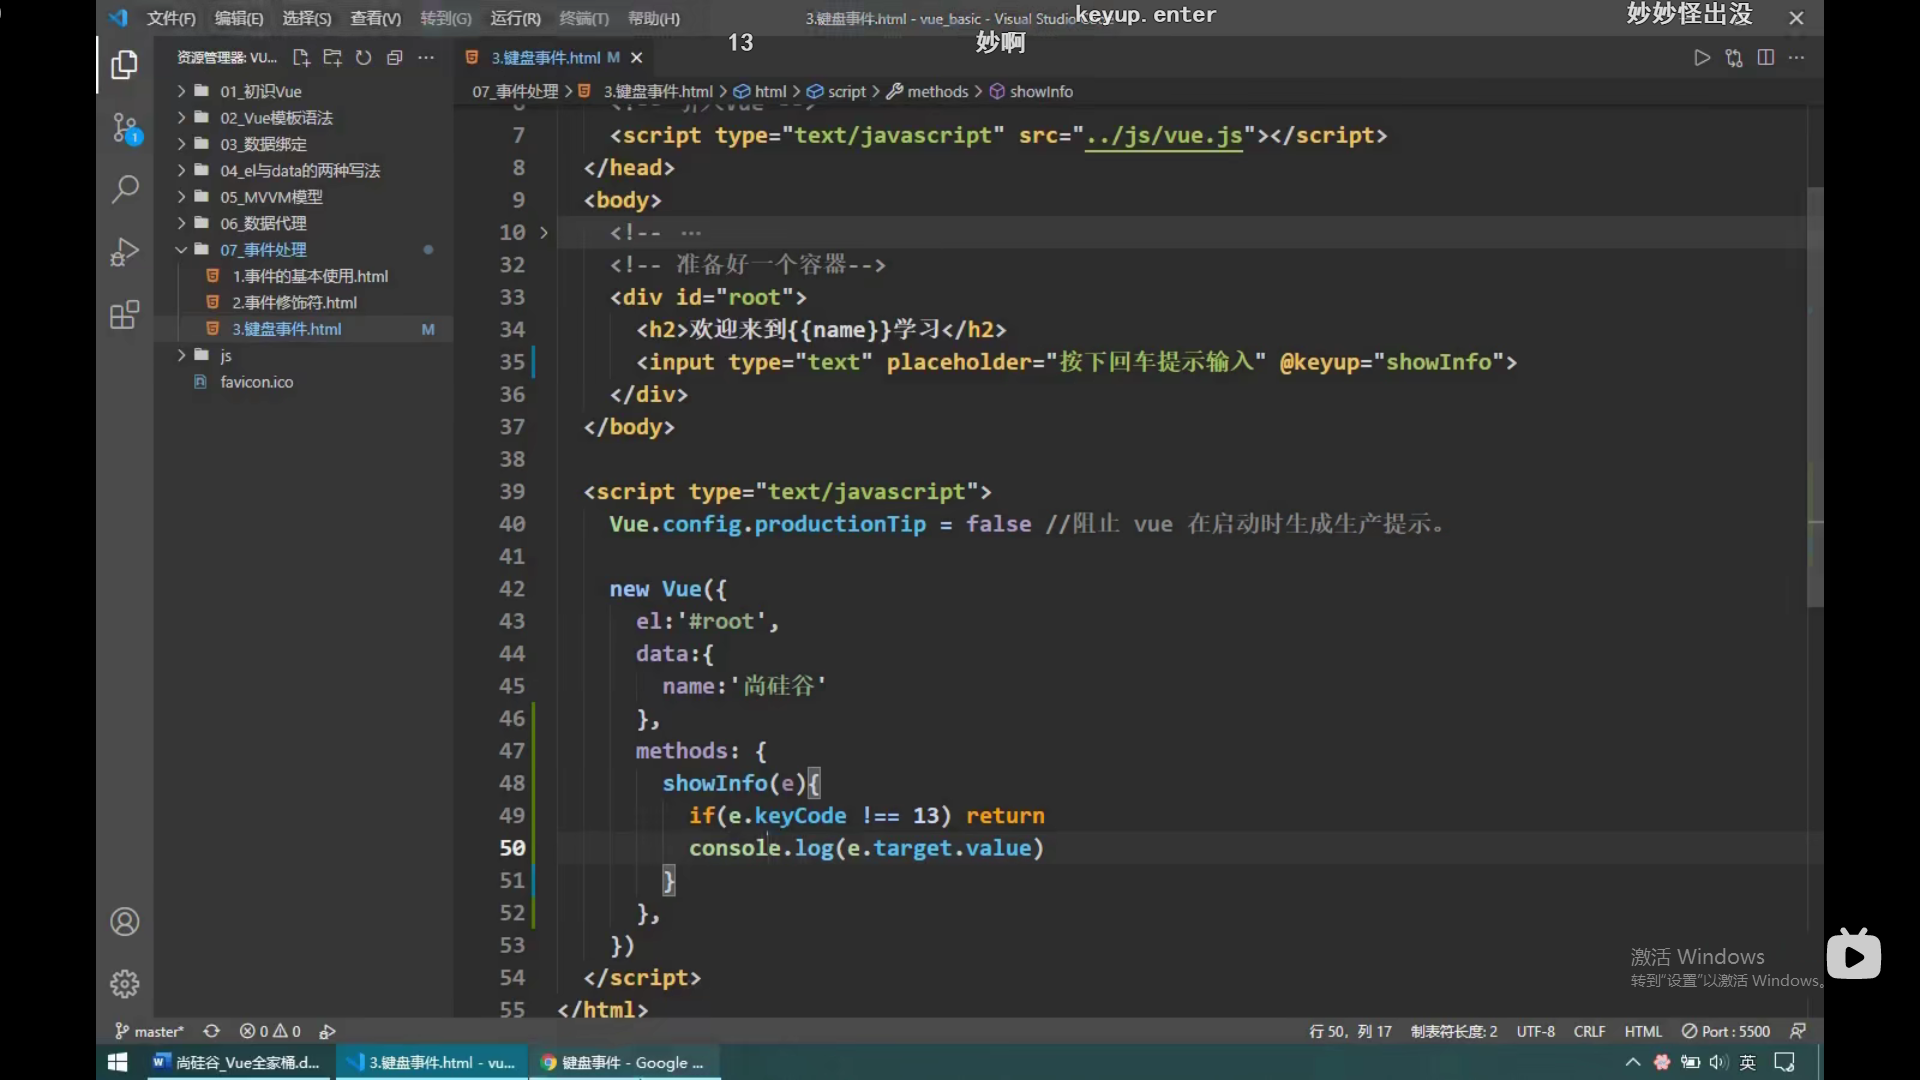 文件(F) 编辑(E) 选择(S) 查看(V) 转到(G) 运行(R) 终端(T) 帮助(H)
3.键盘事件.html - vue_basic - Visual Studio
keyup.enter
妙妙怪出没
13
妙啊
资源管理器: VU...
3.键盘事件.html M
07_事件处理 > 3.键盘事件.html > html > script > methods > showInfo
01_初识Vue
02_Vue模板语法
03_数据绑定
04_el与data的两种写法
05_MVVM模型
06_数据代理
07_事件处理
1.事件的基本使用.html
2.事件修饰符.html
3.键盘事件.html M
js
favicon.ico
1
7 <script type="text/javascript" src="../js/vue.js"></script>
8 </head>
9 <body>
10 <!-- ...
32 <!-- 准备好一个容器-->
33 <div id="root">
34 <h2>欢迎来到{{name}}学习</h2>
35 <input type="text" placeholder="按下回车提示输入" @keyup="showInfo">
36 </div>
37 </body>
38
39 <script type="text/javascript">
40 Vue.config.productionTip = false //阻止 vue 在启动时生成生产提示。
41
42 new Vue({
43 el:'#root',
44 data:{
45 name:'尚硅谷'
46 },
47 methods: {
48 showInfo(e){
49 if(e.keyCode !== 13) return
50 console.log(e.target.value)
51 }
52 },
53 })
54 </script>
55 </html>
激活 Windows
转到"设置"以激活 Windows。
master* 0 0
行 50，列 17 制表符长度: 2 UTF-8 CRLF HTML Port : 5500
尚硅谷_Vue全家桶.d... 3.键盘事件.html - vu... 键盘事件 - Google ... 英